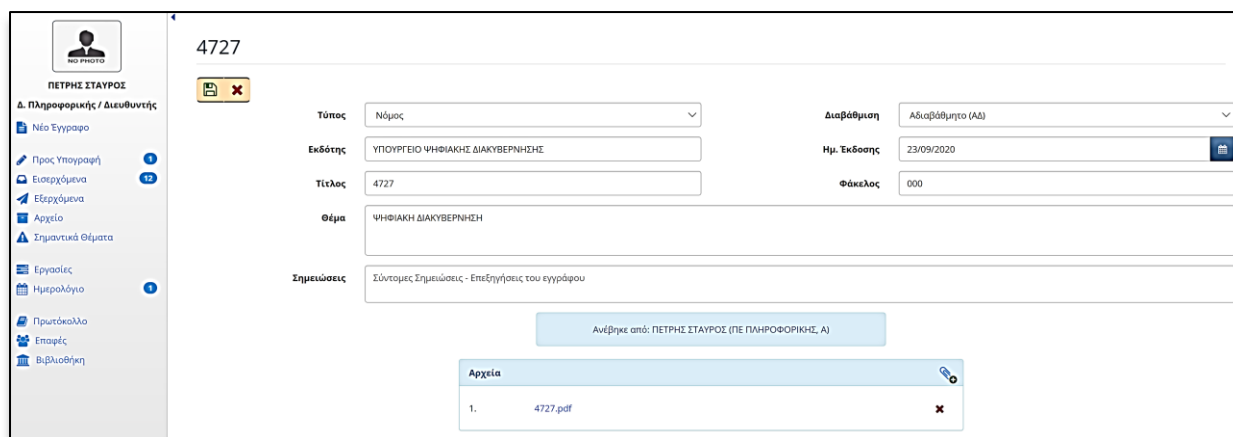 NO PHOTO
ΠΕΤΡΗΣ ΣΤΑΥΡΟΣ
Δ. Πληροφορικής / Διευθυντής
Νέο Έγγραφο
Προς Υπογραφή 1
Εισερχόμενα 12
Εξερχόμενα
Αρχείο
Σημαντικά Θέματα
Εργασίες
Ημερολόγιο 1
Πρωτόκολλο
Επαφές
Βιβλιοθήκη
4727
Τύπος Νόμος Διαβάθμιση Αδιαβάθμητο (ΑΔ)
Εκδότης ΥΠΟΥΡΓΕΙΟ ΨΗΦΙΑΚΗΣ ΔΙΑΚΥΒΕΡΝΗΣΗΣ Ημ. Έκδοσης 23/09/2020
Τίτλος 4727 Φάκελος 000
Θέμα ΨΗΦΙΑΚΗ ΔΙΑΚΥΒΕΡΝΗΣΗ
Σημειώσεις Σύντομες Σημειώσεις - Επεξηγήσεις του εγγράφου
Ανέβηκε από: ΠΕΤΡΗΣ ΣΤΑΥΡΟΣ (ΠΕ ΠΛΗΡΟΦΟΡΙΚΗΣ, Α)
Αρχεία
1. 4727.pdf